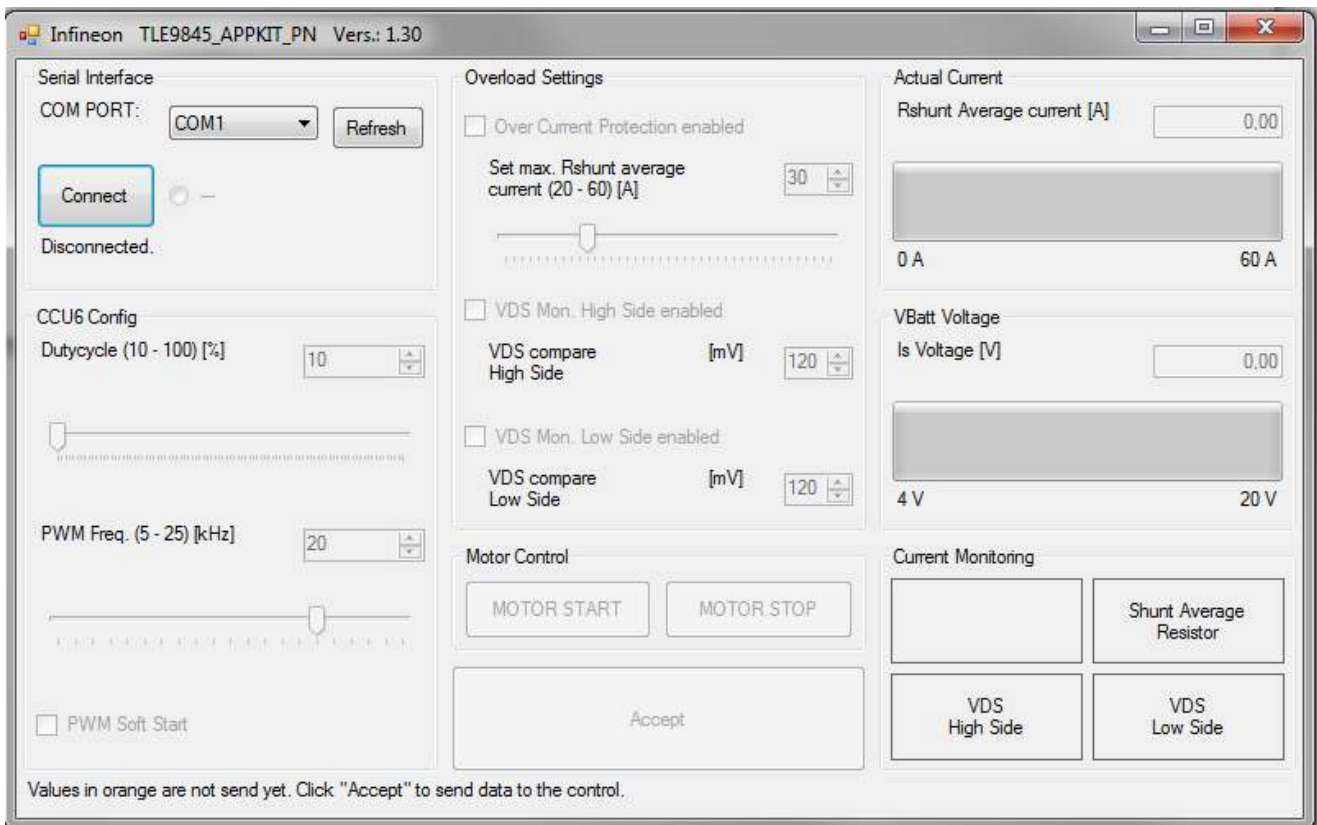 Infineon TLE9845_APPKIT_PN Vers.: 1.30
Serial Interface
COM PORT:
COM1
Refresh
Connect
–
Disconnected.
CCU6 Config
Dutycycle (10 - 100) [%]
10
PWM Freq. (5 - 25) [kHz]
20
PWM Soft Start
Overload Settings
Over Current Protection enabled
Set max. Rshunt average
current (20 - 60) [A]
30
VDS Mon. High Side enabled
VDS compare [mV]
High Side
120
VDS Mon. Low Side enabled
VDS compare [mV]
Low Side
120
Motor Control
MOTOR START
MOTOR STOP
Accept
Actual Current
Rshunt Average current [A]
0,00
0 A
60 A
VBatt Voltage
Is Voltage [V]
0,00
4 V
20 V
Current Monitoring
Shunt Average
Resistor
VDS
High Side
VDS
Low Side
Values in orange are not send yet. Click "Accept" to send data to the control.